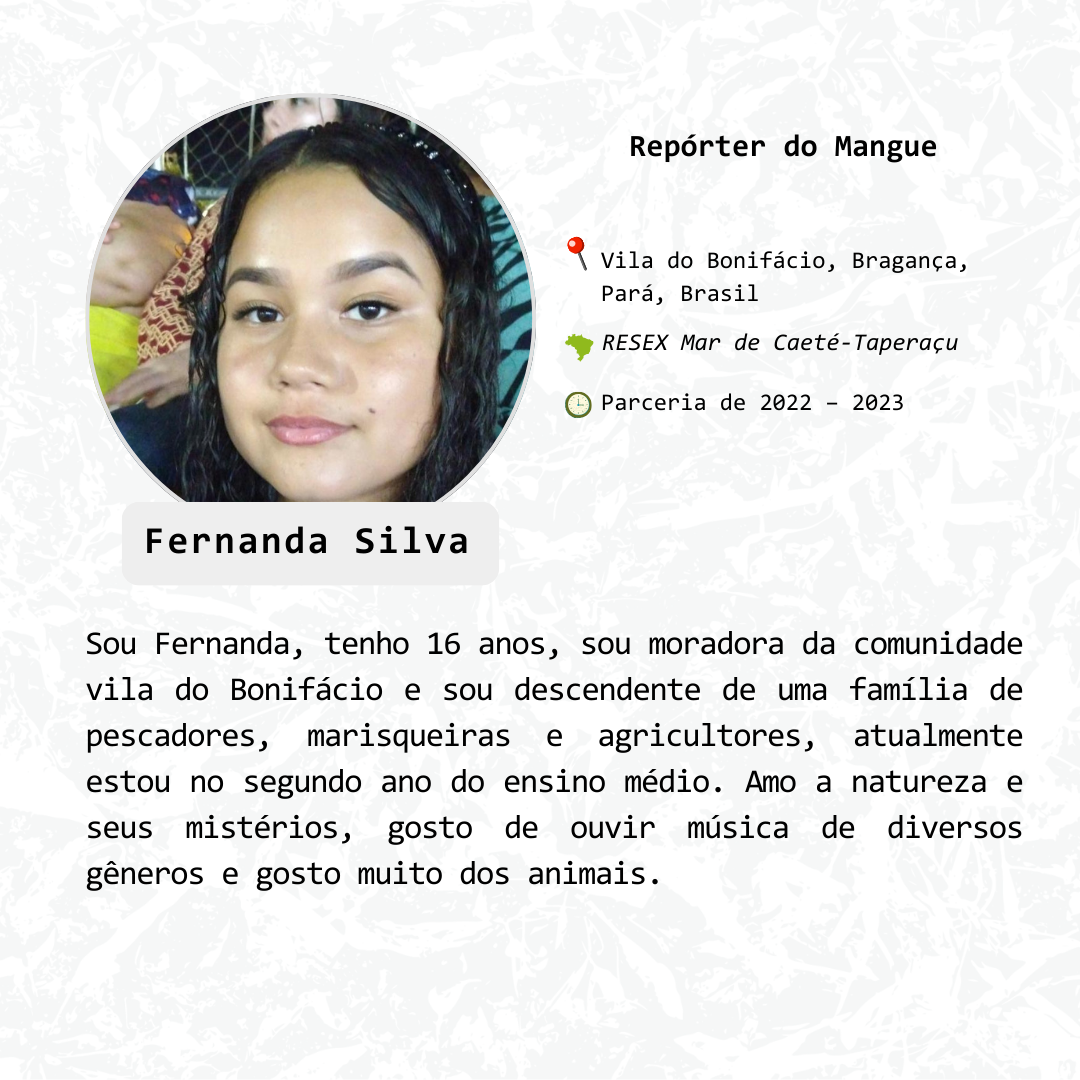 Repórter do Mangue
Vila do Bonifácio, Bragança,
Pará, Brasil
RESEX Mar de Caeté-Taperaçu
Parceria de 2022 – 2023
Fernanda Silva
Sou Fernanda, tenho 16 anos, sou moradora da comunidade
vila do Bonifácio e sou descendente de uma família de
pescadores, marisqueiras e agricultores, atualmente
estou no segundo ano do ensino médio. Amo a natureza e
seus mistérios, gosto de ouvir música de diversos
gêneros e gosto muito dos animais.